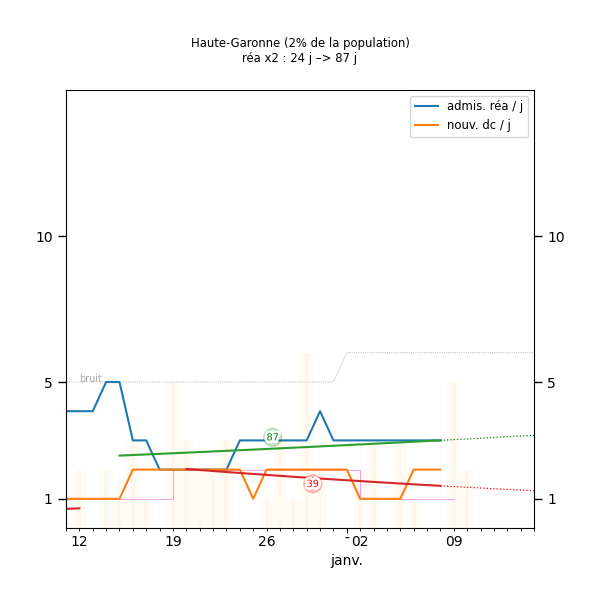 Haute-Garonne (2% de la population)
réa x2 : 24 j –> 87 j
admis. réa / j
nouv. dc / j
10
10
bruit
5
5
87
39
1
1
12
19
26
02
09
janv.